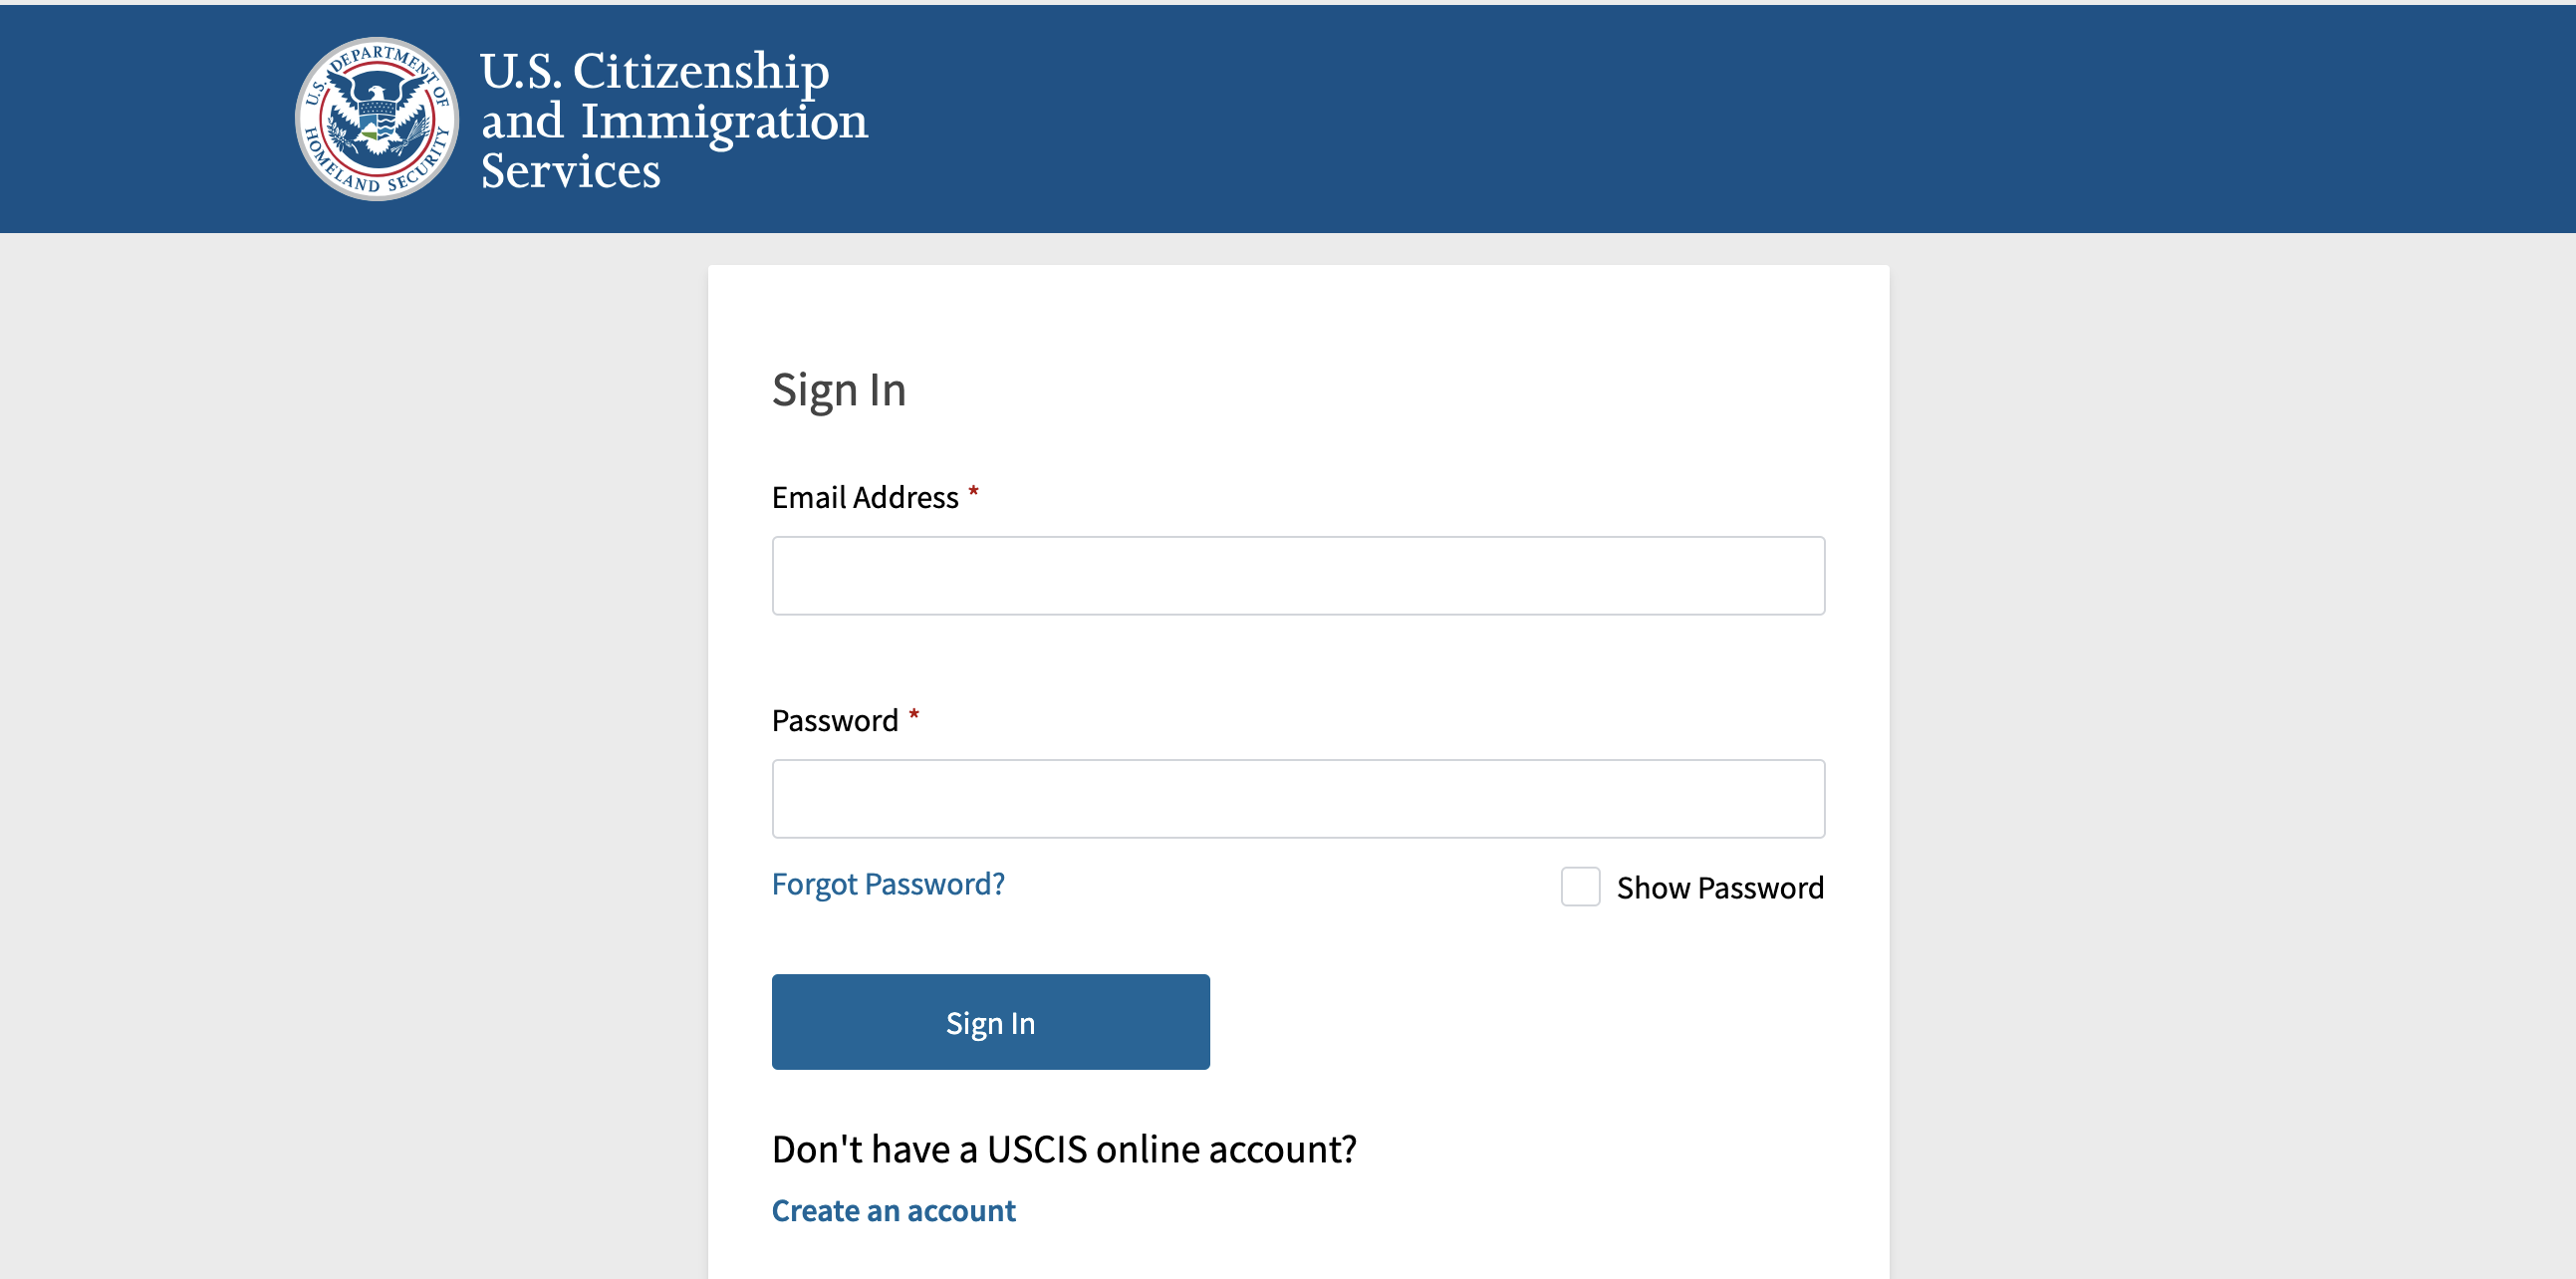 U.S. DEPARTMENT OF HOMELAND SECURITY
U.S. Citizenship
and Immigration
Services
Sign In
Email Address *
Password *
Forgot Password?
Show Password
Sign In
Don't have a USCIS online account?
Create an account